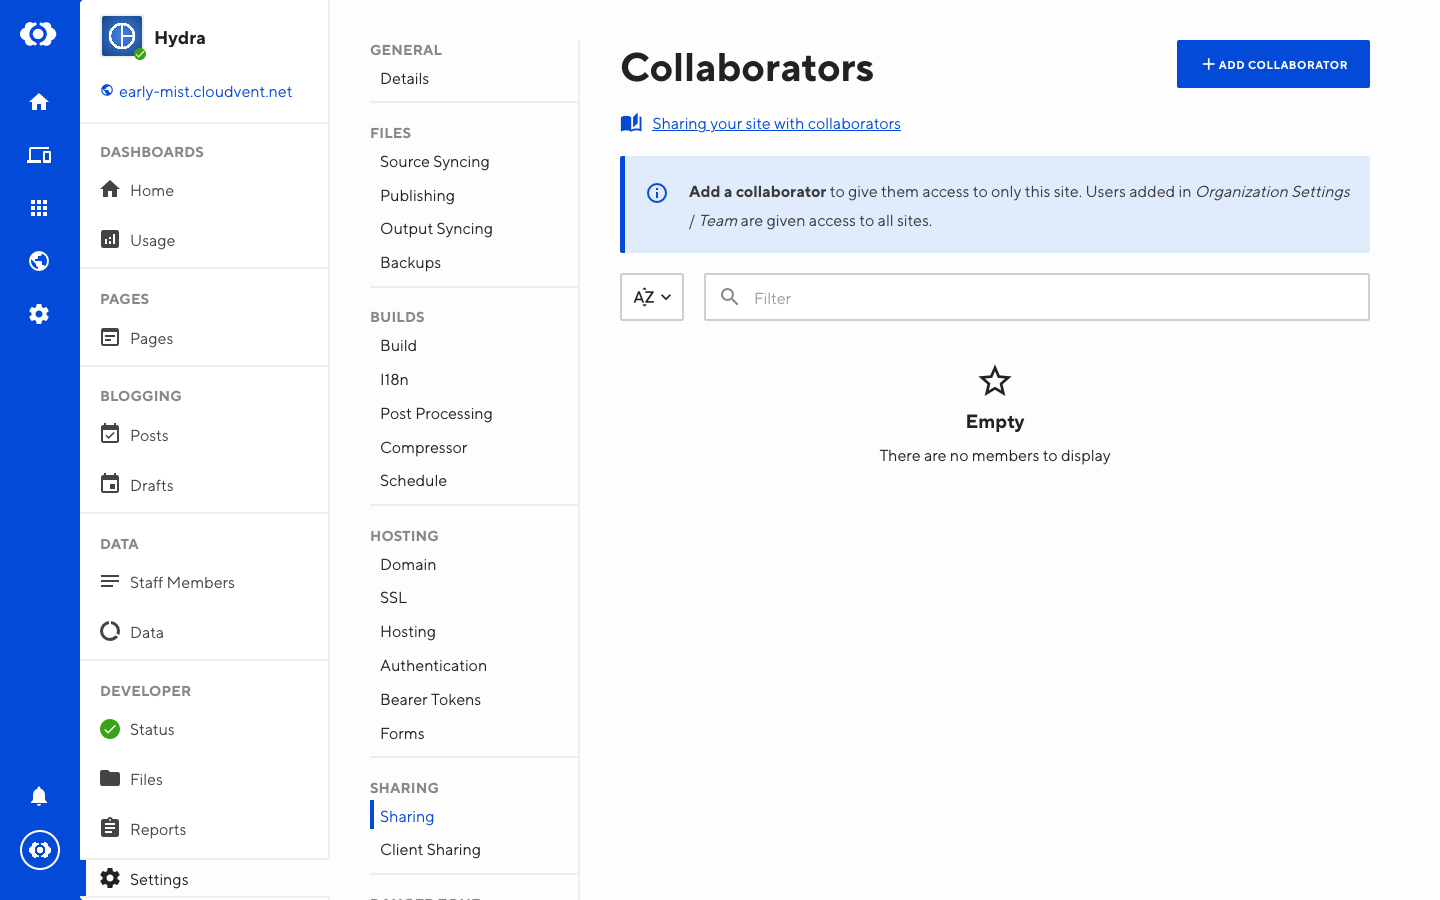 Hydra
early-mist.cloudvent.net
DASHBOARDS
Home
Usage
PAGES
Pages
BLOGGING
Posts
Drafts
DATA
Staff Members
Data
DEVELOPER
Status
Files
Reports
Settings
GENERAL
Details
FILES
Source Syncing
Publishing
Output Syncing
Backups
BUILDS
Build
I18n
Post Processing
Compressor
Schedule
HOSTING
Domain
SSL
Hosting
Authentication
Bearer Tokens
Forms
SHARING
Sharing
Client Sharing
Collaborators
ADD COLLABORATOR
Sharing your site with collaborators
Add a collaborator to give them access to only this site. Users added in Organization Settings
/ Team are given access to all sites.
AZ
Filter
Empty
There are no members to display